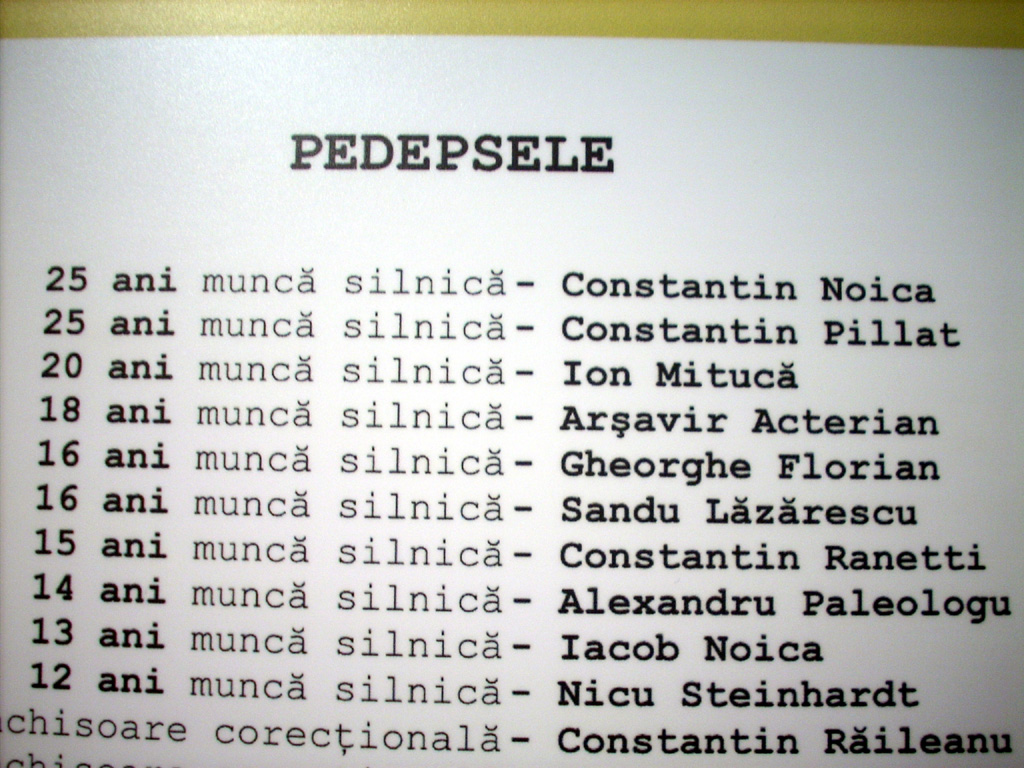 PEDEPSELE
25 ani muncă silnică- Constantin Noica
25 ani muncă silnică- Constantin Pillat
20 ani muncă silnică- Ion Mitucă
18 ani muncă silnică- Arşavir Acterian
16 ani muncă silnică- Gheorghe Florian
16 ani muncă silnică- Sandu Lăzărescu
15 ani muncă silnică- Constantin Ranetti
14 ani muncă silnică- Alexandru Paleologu
13 ani muncă silnică- Iacob Noica
12 ani muncă silnică- Nicu Steinhardt
chisoare corecțională- Constantin Răileanu